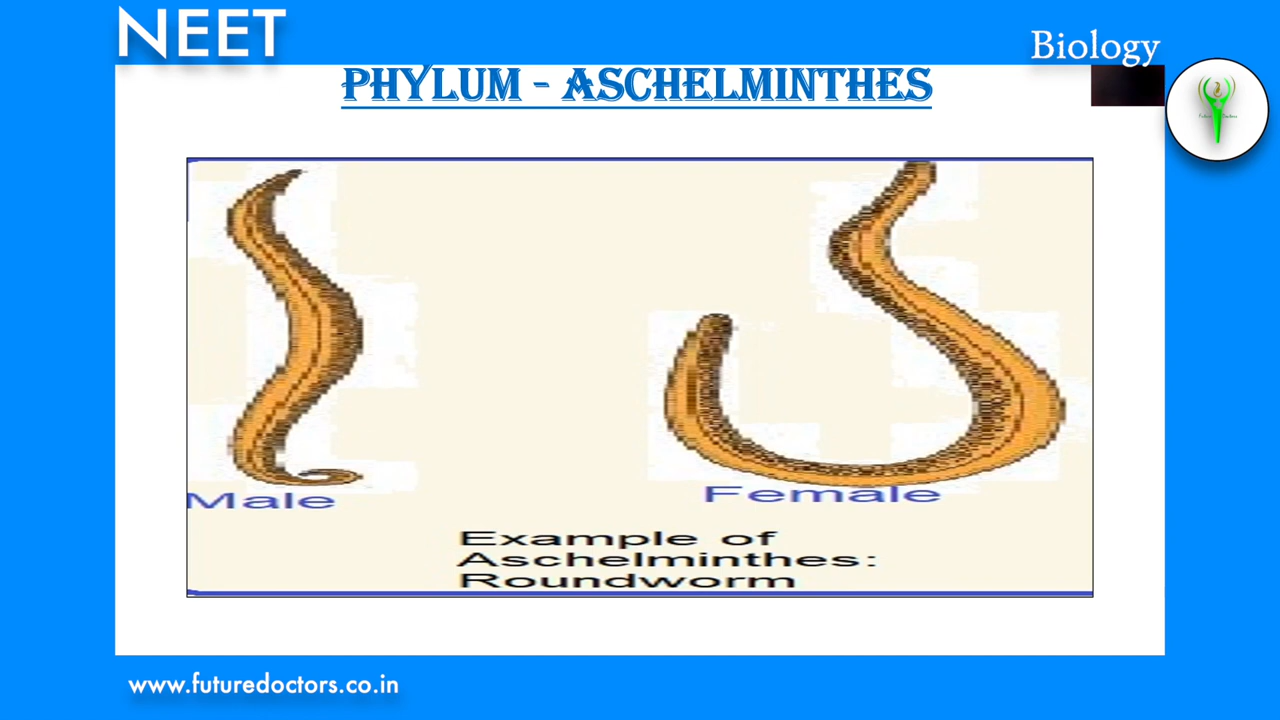 NEET
Biology
PHYLUM - ASCHELMINTHES
Male
Female
Example of
Aschelminthes:
Roundworm
www.futuredoctors.co.in